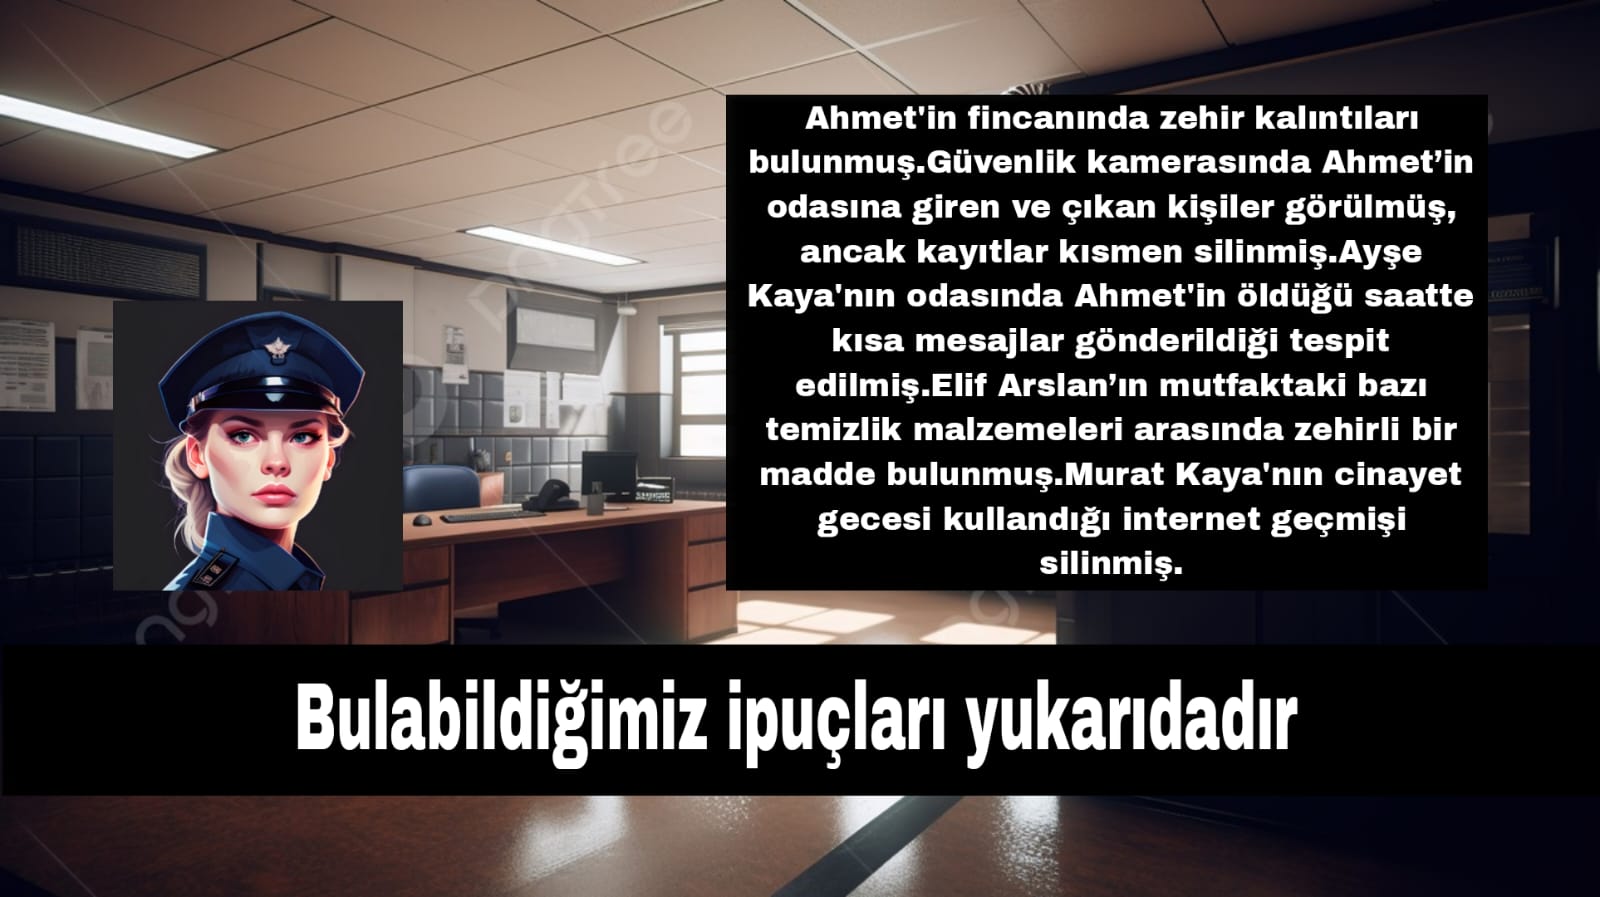 Ahmet'in fincanında zehir kalıntıları
bulunmuş.Güvenlik kamerasında Ahmet’in
odasına giren ve çıkan kişiler görülmüş,
ancak kayıtlar kısmen silinmiş.Ayşe
Kaya'nın odasında Ahmet'in öldüğü saatte
kısa mesajlar gönderildiği tespit
edilmiş.Elif Arslan’ın mutfaktaki bazı
temizlik malzemeleri arasında zehirli bir
madde bulunmuş.Murat Kaya'nın cinayet
gecesi kullandığı internet geçmişi
silinmiş.
Bulabildiğimiz ipuçları yukarıdadır
pngtree